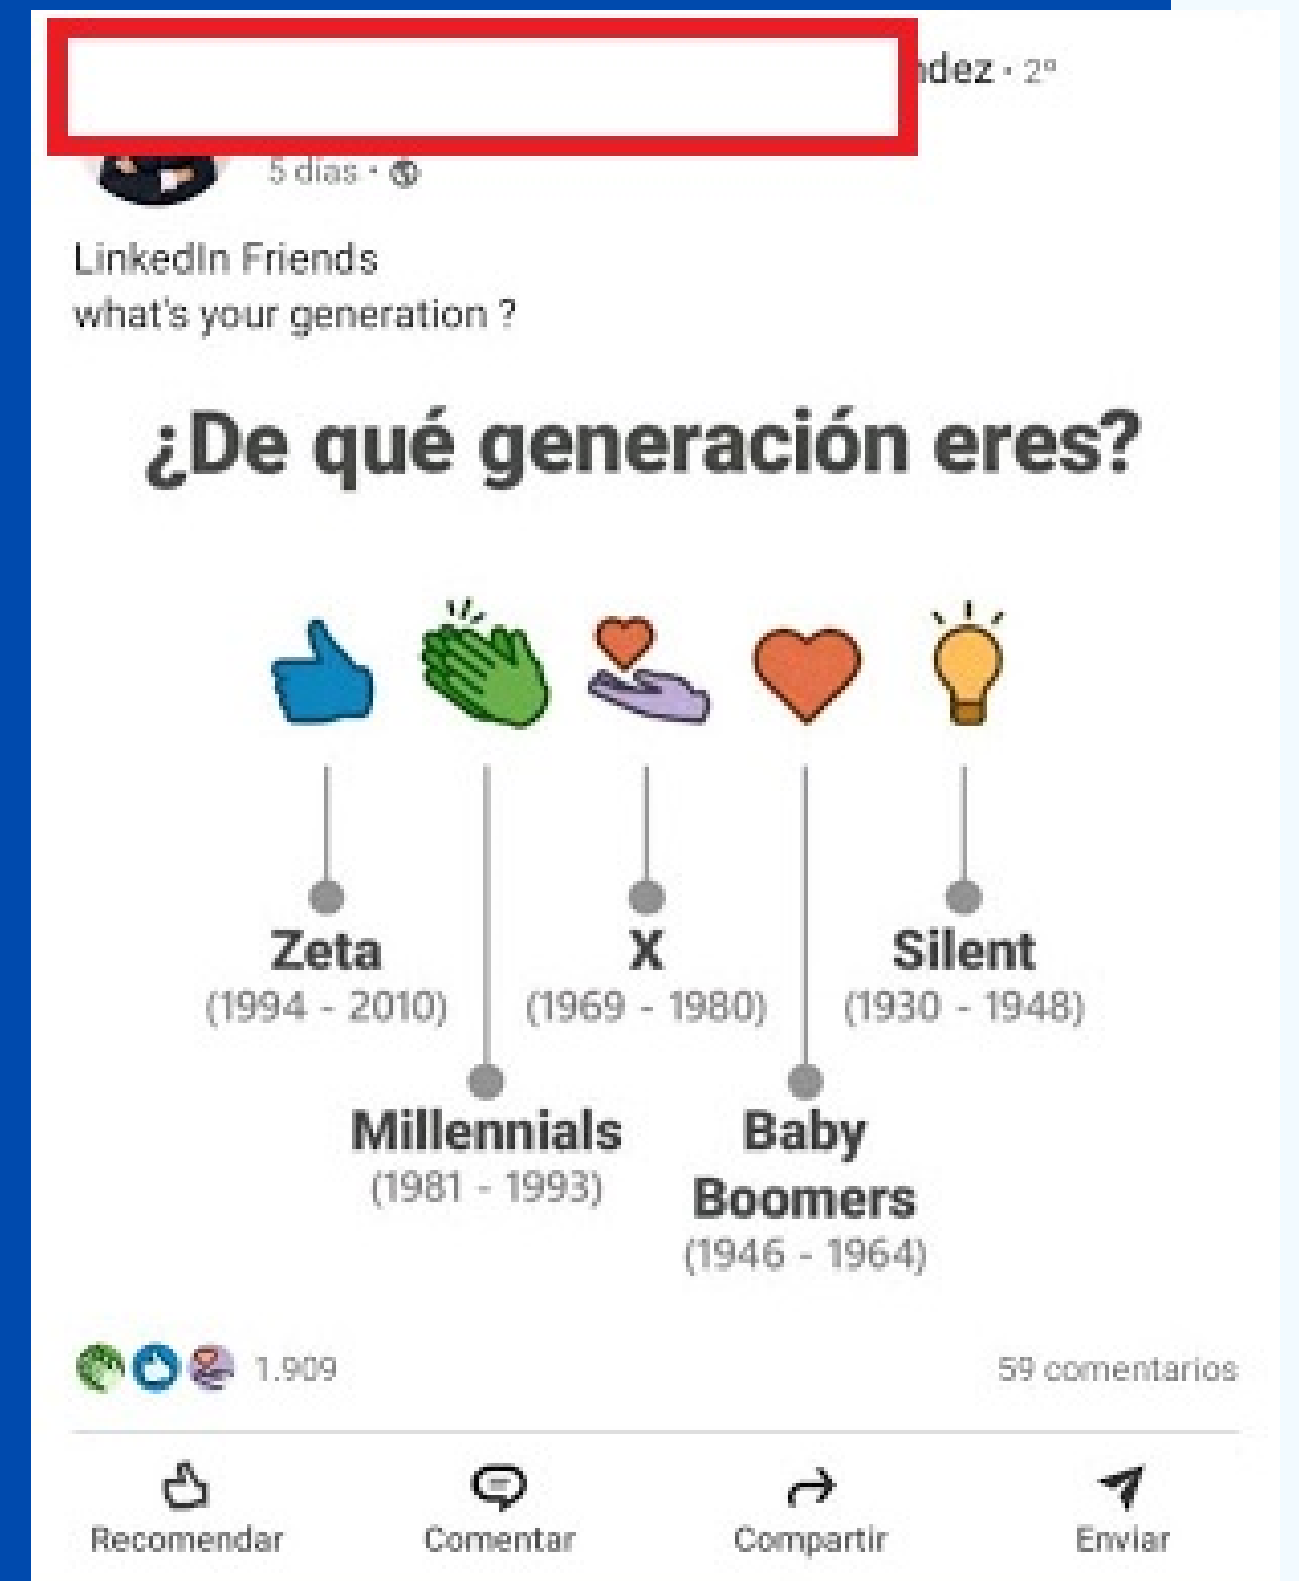 ndez · 2º
5 días ·
LinkedIn Friends
what's your generation ?
¿De qué generación eres?
Zeta
(1994 - 2010)
X
(1969 - 1980)
Silent
(1930 - 1948)
Millennials
(1981 - 1993)
Baby
Boomers
(1946 - 1964)
1.909
59 comentarios
Recomendar
Comentar
Compartir
Enviar